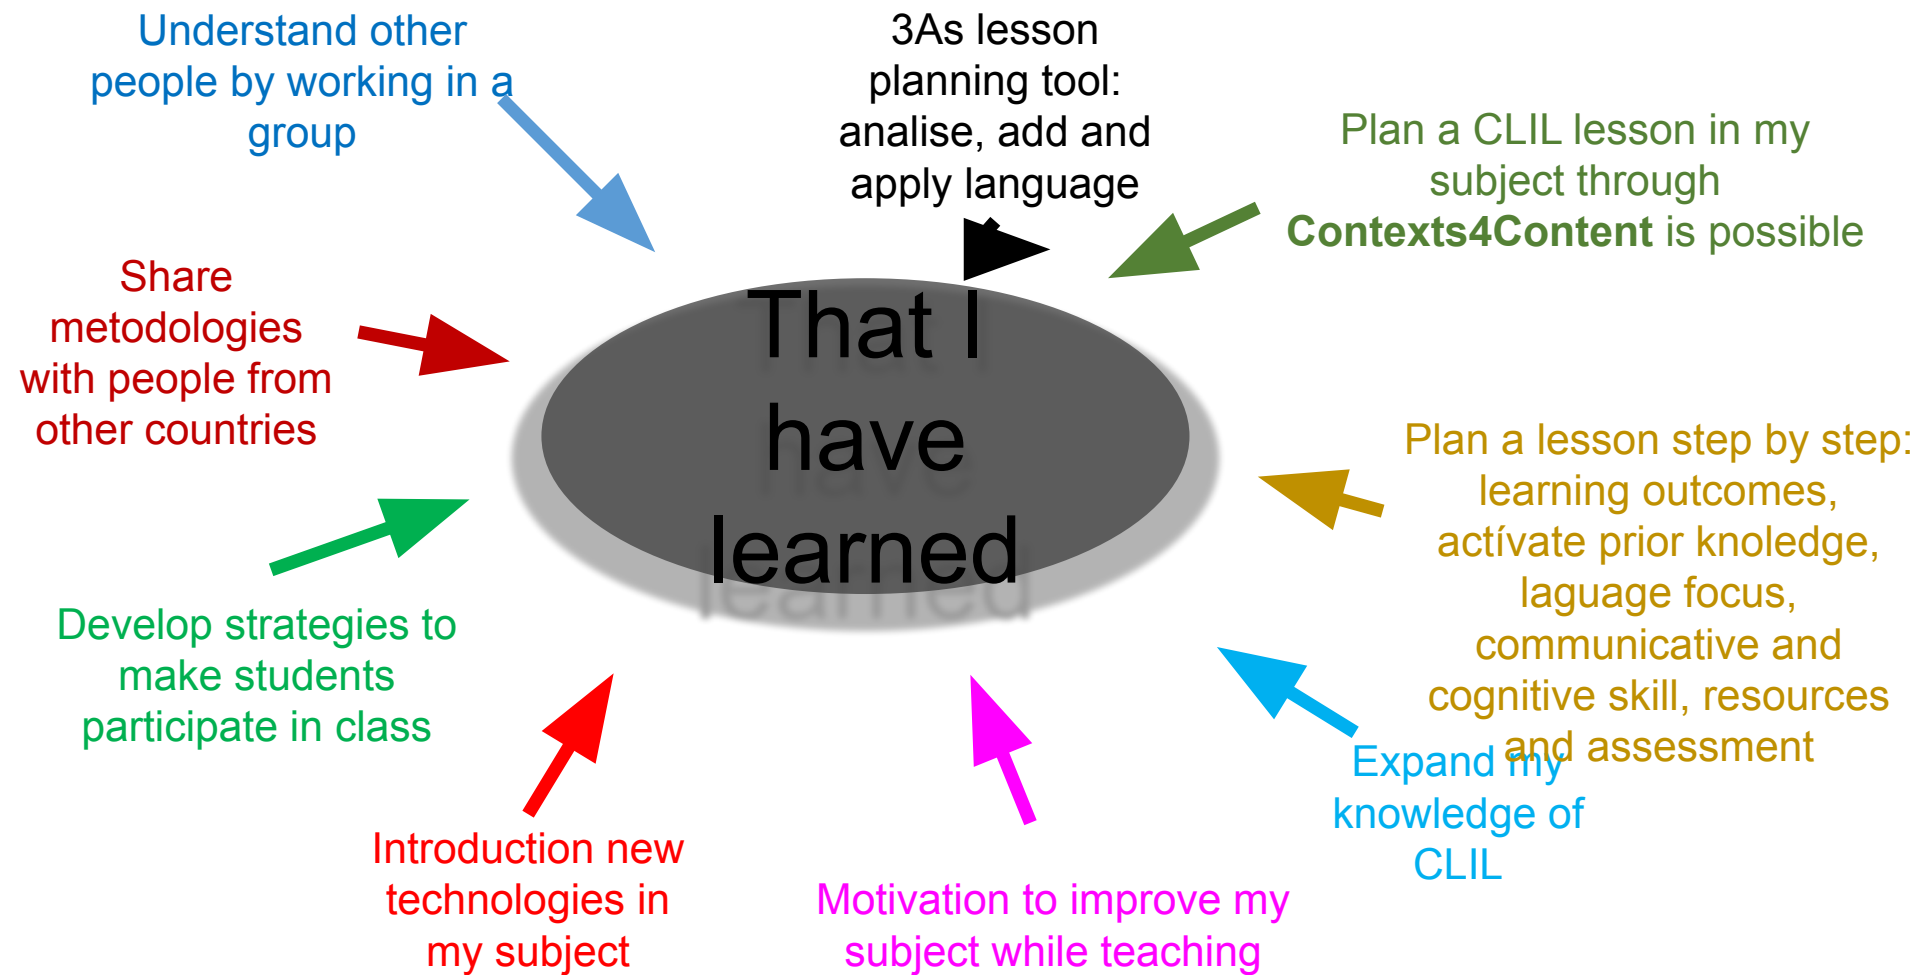 Understand other
people by working in a
group
3As lesson
planning tool:
analise, add and
apply language
Plan a CLIL lesson in my
subject through
Contexts4Content is possible
Share
metodologies
with people from
other countries
That I
have
learned
Plan a lesson step by step:
learning outcomes,
actívate prior knoledge,
laguage focus,
communicative and
cognitive skill, resources
and assessment
Develop strategies to
make students
participate in class
Expand my
knowledge of
CLIL
Introduction new
technologies in
my subject
Motivation to improve my
subject while teaching